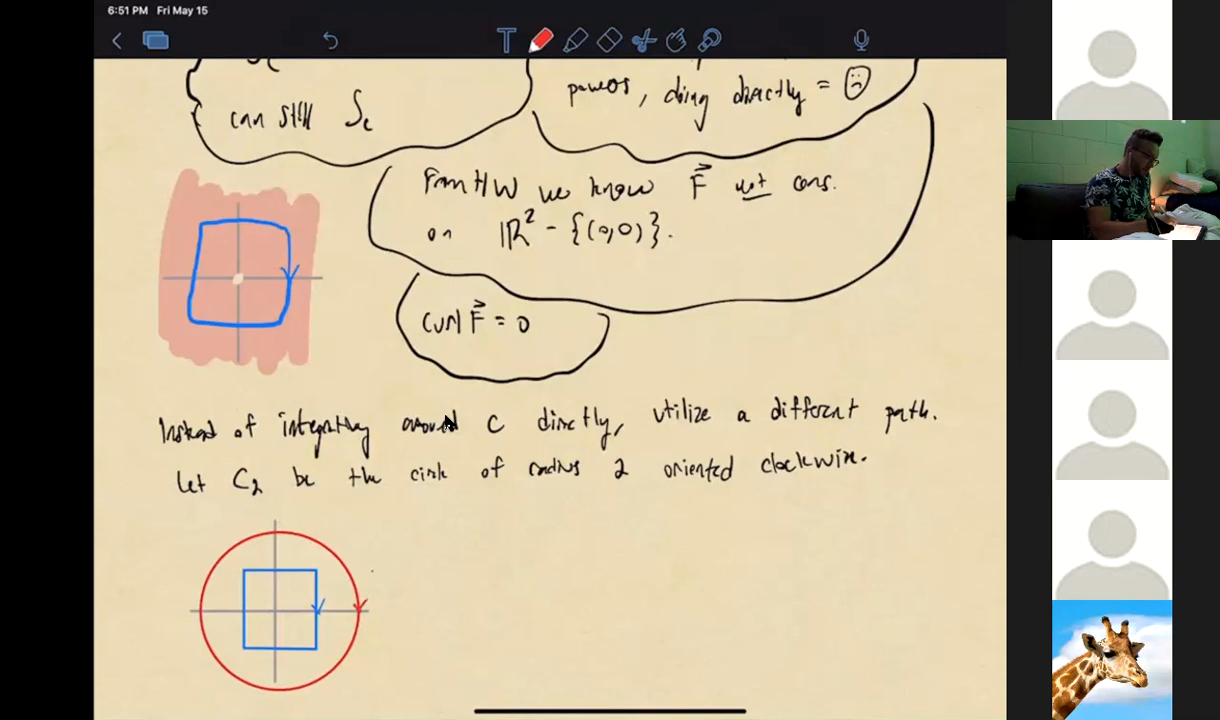 6:51 PM Fri May 15
T
can still ∫c
powers, doing directly = ☹
From HW we know F⃗ not cons.
on ℝ² - {(0,0)}.
curl F⃗ = 0
Instead of integrating around C directly, utilize a different path.
Let C₂ be the circle of radius 2 oriented clockwise.